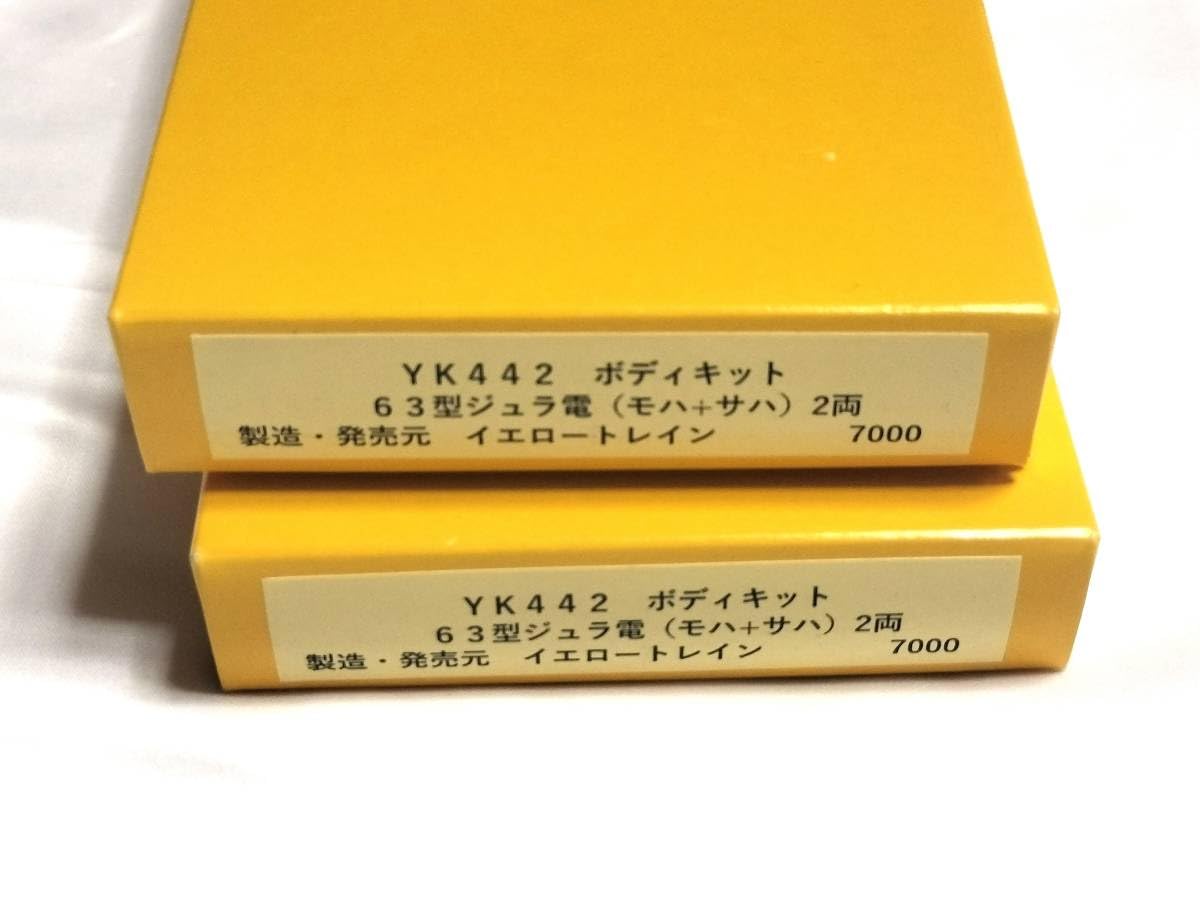 ＹＫ４４２　ボディキット
６３型ジュラ電（モハ+サハ）2両
製造・発売元　イエロートレイン　7000
ＹＫ４４２　ボディキット
６３型ジュラ電（モハ+サハ）2両
製造・発売元　イエロートレイン　7000